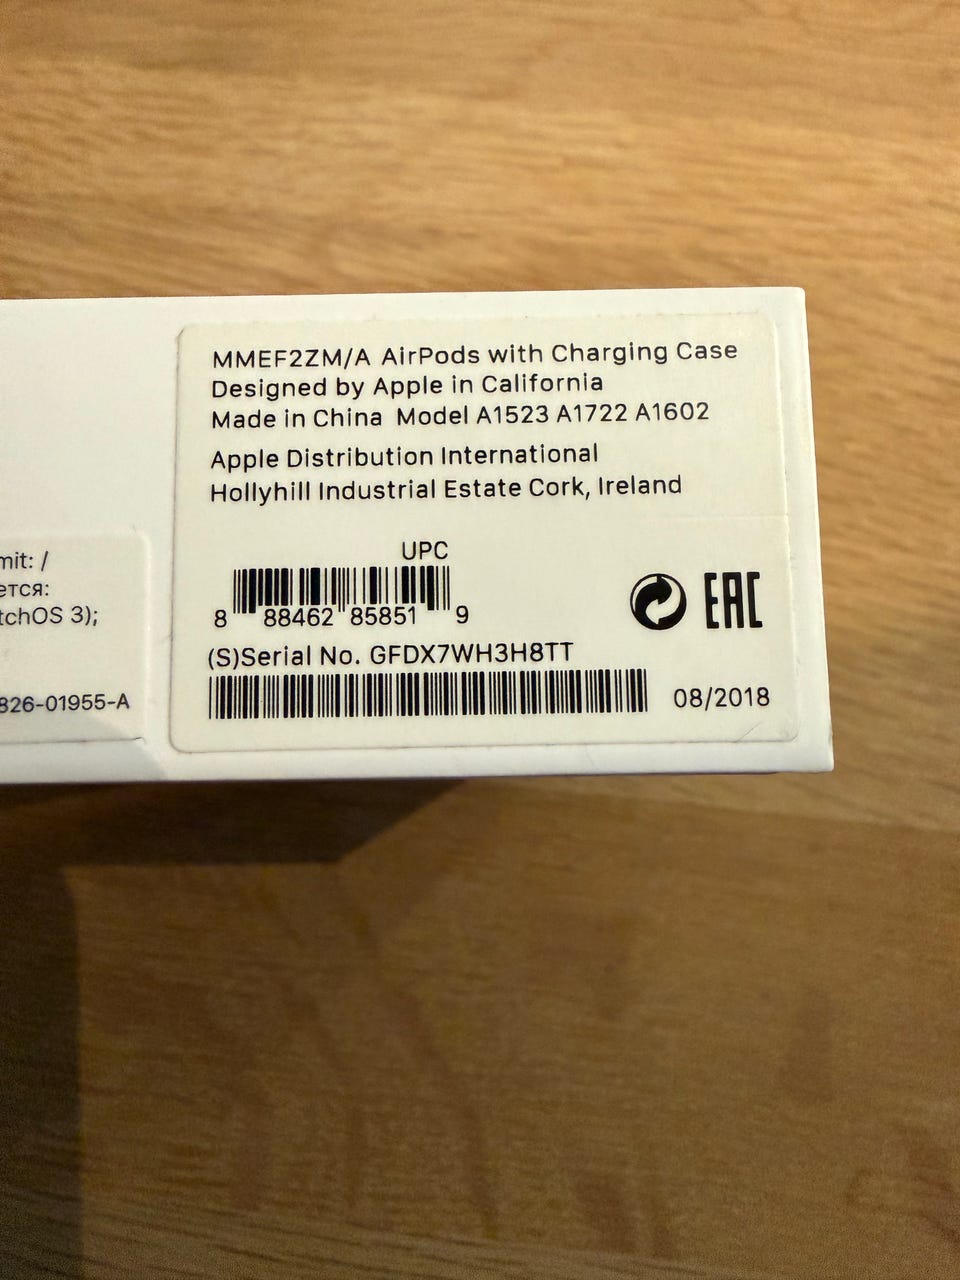 MMEF2ZM/A AirPods with Charging Case
Designed by Apple in California
Made in China Model A1523 A1722 A1602
Apple Distribution International
Hollyhill Industrial Estate Cork, Ireland
UPC
8 88462 85851 9
EAC
(S)Serial No. GFDX7WH3H8TT
08/2018
mit: /
ется:
tchOS 3);
826-01955-A